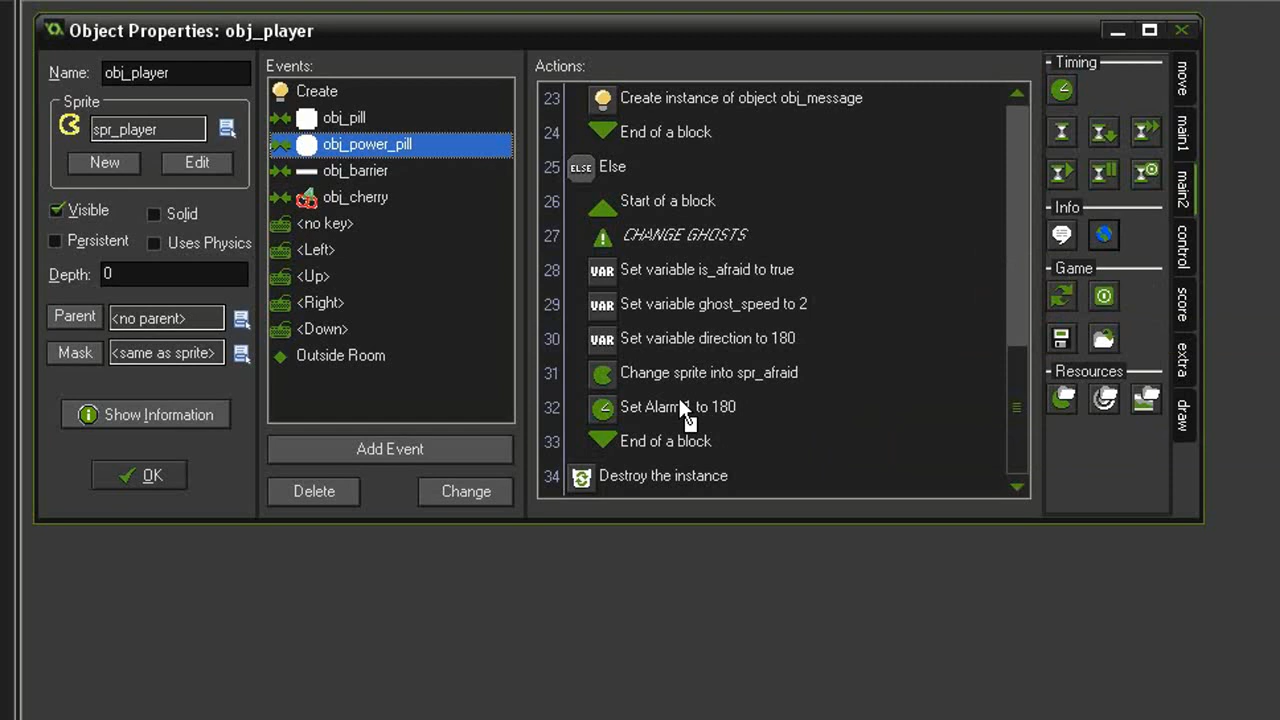 Object Properties: obj_player
Name: obj_player
Sprite
spr_player
New Edit
Visible Solid
Persistent Uses Physics
Depth: 0
Parent <no parent>
Mask <same as sprite>
Show Information
OK
Events:
Create
obj_pill
obj_power_pill
obj_barrier
obj_cherry
<no key>
<Left>
<Up>
<Right>
<Down>
Outside Room
Add Event
Delete Change
Actions:
23 Create instance of object obj_message
24 End of a block
25 ELSE Else
26 Start of a block
27 CHANGE GHOSTS
28 VAR Set variable is_afraid to true
29 VAR Set variable ghost_speed to 2
30 VAR Set variable direction to 180
31 Change sprite into spr_afraid
32 Set Alarm 1 to 180
33 End of a block
34 Destroy the instance
Timing
Info
Game
Resources
move
main1
main2
control
score
extra
draw